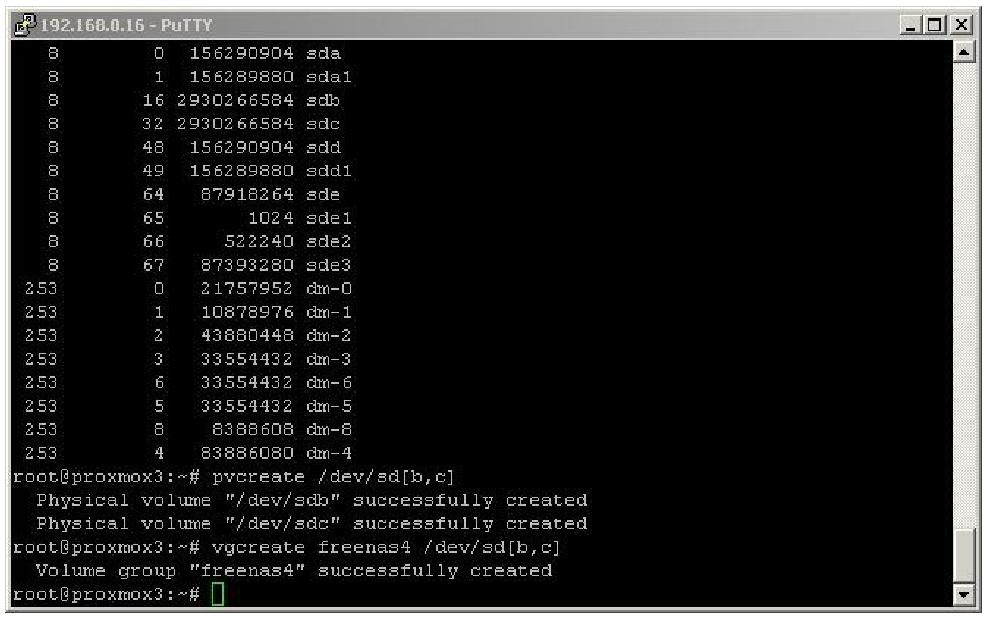 192.168.0.16 - PuTTY
8 0 156290904 sda
8 1 156289880 sda1
8 16 2930266584 sdb
8 32 2930266584 sdc
8 48 156290904 sdd
8 49 156289880 sdd1
8 64 87918264 sde
8 65 1024 sde1
8 66 522240 sde2
8 67 87393280 sde3
253 0 21757952 dm-0
253 1 10878976 dm-1
253 2 43880448 dm-2
253 3 33554432 dm-3
253 6 33554432 dm-6
253 5 33554432 dm-5
253 8 8388608 dm-8
253 4 83886080 dm-4
root@proxmox3:~# pvcreate /dev/sd[b,c]
Physical volume "/dev/sdb" successfully created
Physical volume "/dev/sdc" successfully created
root@proxmox3:~# vgcreate freenas4 /dev/sd[b,c]
Volume group "freenas4" successfully created
root@proxmox3:~#